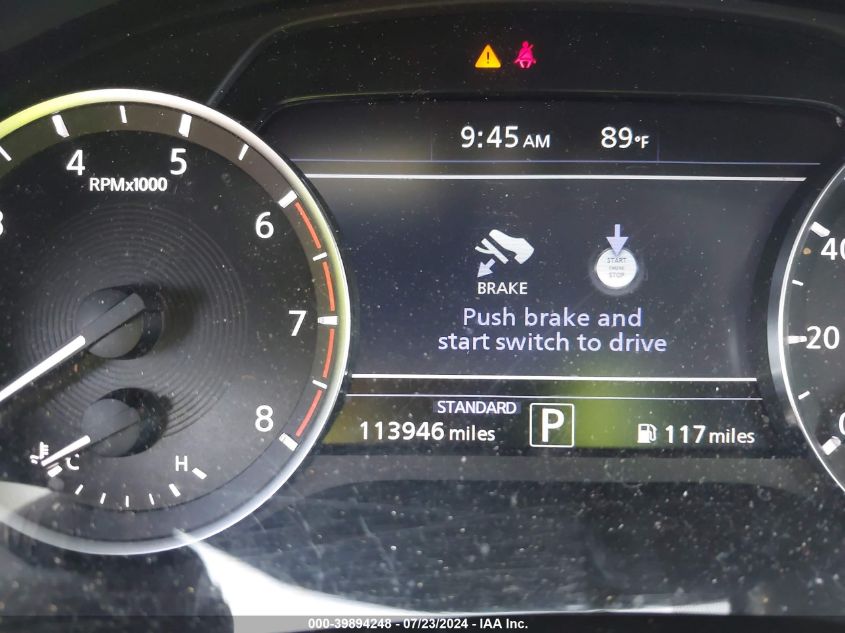 9:45 AM 89°F
4 5
RPMx1000
6
7
8
C H
BRAKE
START
ENGINE
STOP
Push brake and
start switch to drive
STANDARD
113946 miles P 117 miles
40
20
0
000-39894248 - 07/23/2024 - IAA Inc.